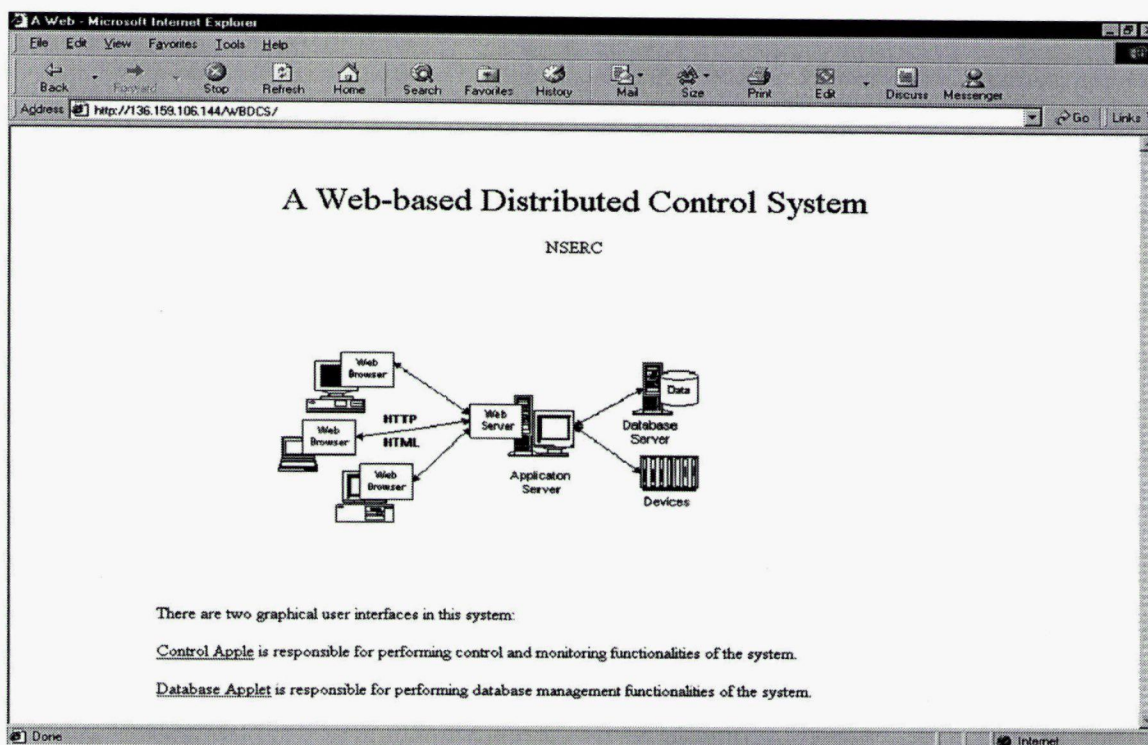 A Web - Microsoft Internet Explorer
File Edit View Favorites Tools Help
Back Forward Stop Refresh Home Search Favorites History Mail Size Print Edit Discuss Messenger
Address http://136.159.106.144/WBDCS/ Go Links
A Web-based Distributed Control System
NSERC
Web
Browser
HTTP
HTML
Web
Browser
Web
Browser
Web
Server
Applicaton
Server
Data
Database
Server
Devices
There are two graphical user interfaces in this system:
Control Apple is responsible for performing control and monitoring functionalities of the system.
Database Applet is responsible for performing database management functionalities of the system.
Done Internet